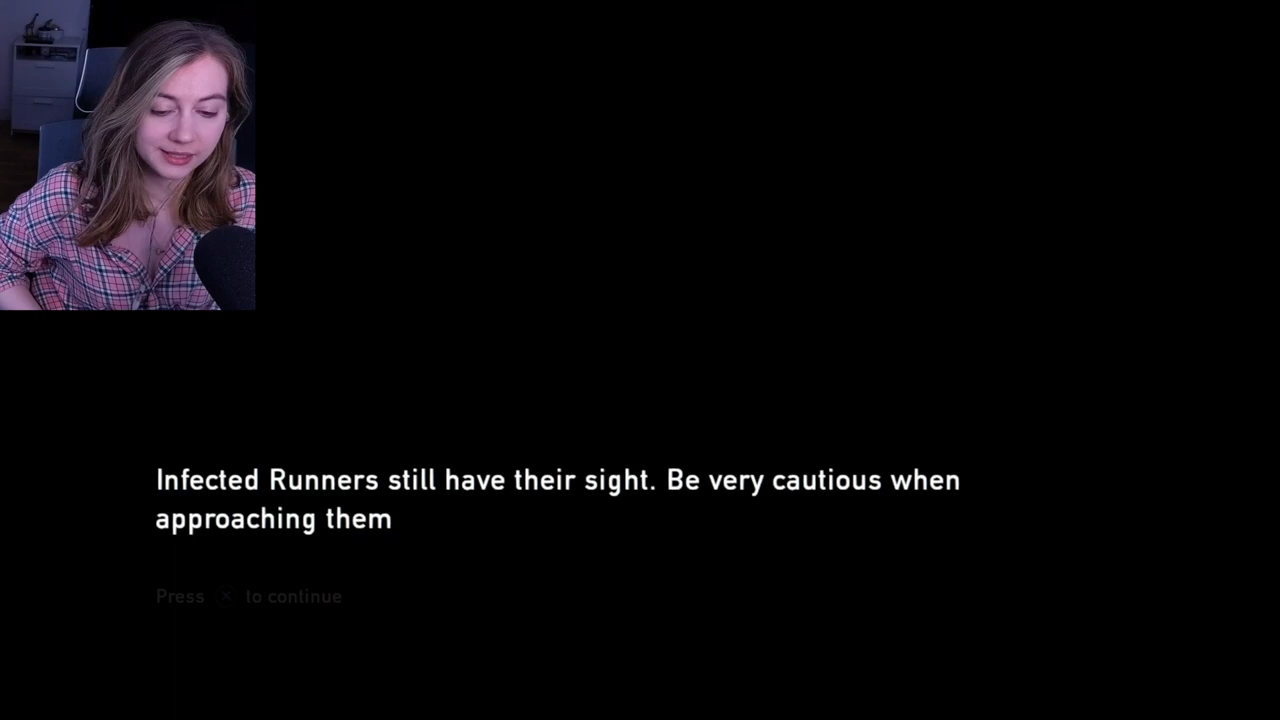 Infected Runners still have their sight. Be very cautious when
approaching them
Press ⓧ to continue